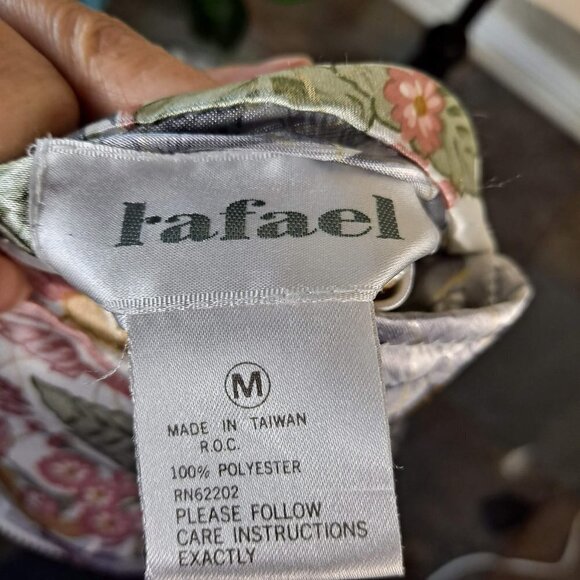 rafael
M
MADE IN TAIWAN
R.O.C.
100% POLYESTER
RN62202
PLEASE FOLLOW
CARE INSTRUCTIONS
EXACTLY